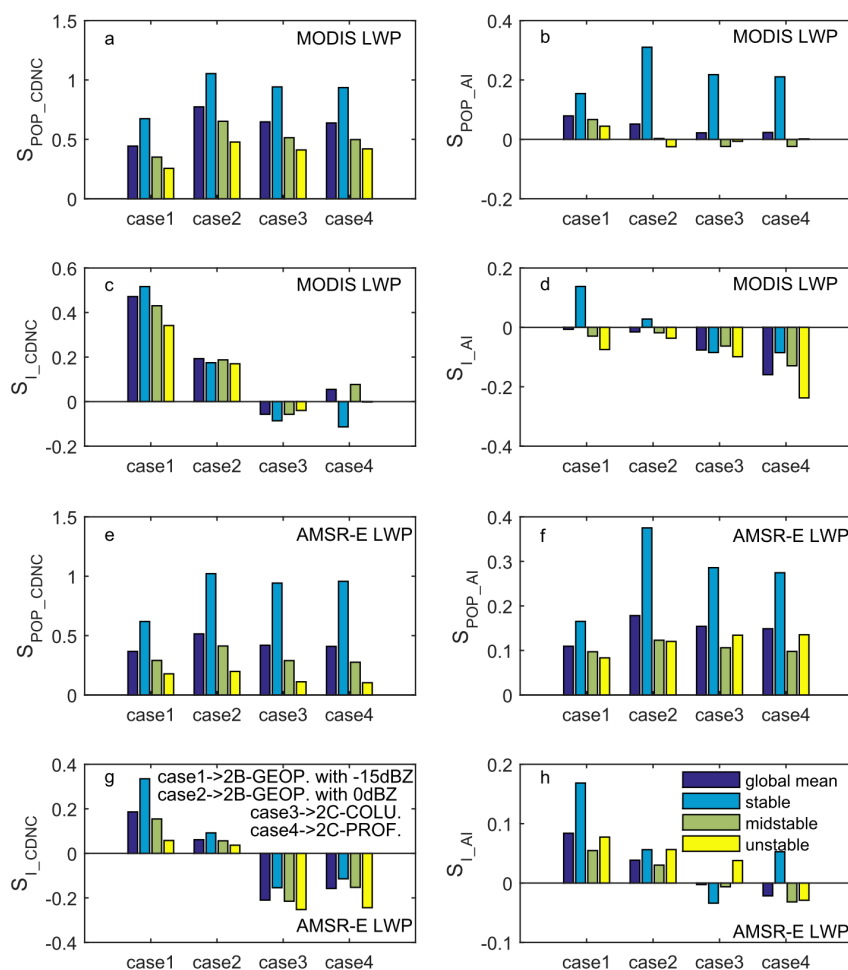 a
MODIS LWP
S_POP_CDNC
1.5
1
0.5
0
case1 case2 case3 case4
b
MODIS LWP
S_POP_AI
0.4
0.2
0
-0.2
case1 case2 case3 case4
c
MODIS LWP
S_I_CDNC
0.6
0.4
0.2
0
-0.2
case1 case2 case3 case4
d
MODIS LWP
S_I_AI
0.2
0
-0.2
-0.4
case1 case2 case3 case4
e
AMSR-E LWP
S_POP_CDNC
1.5
1
0.5
0
case1 case2 case3 case4
f
AMSR-E LWP
S_POP_AI
0.4
0.3
0.2
0.1
0
case1 case2 case3 case4
g
case1->2B-GEOP. with -15dBZ
case2->2B-GEOP. with 0dBZ
case3->2C-COLU.
case4->2C-PROF.
S_I_CDNC
0.4
0.2
0
-0.2
-0.4
AMSR-E LWP
case1 case2 case3 case4
h
global mean
stable
midstable
unstable
S_I_AI
0.2
0.1
0
-0.1
AMSR-E LWP
case1 case2 case3 case4